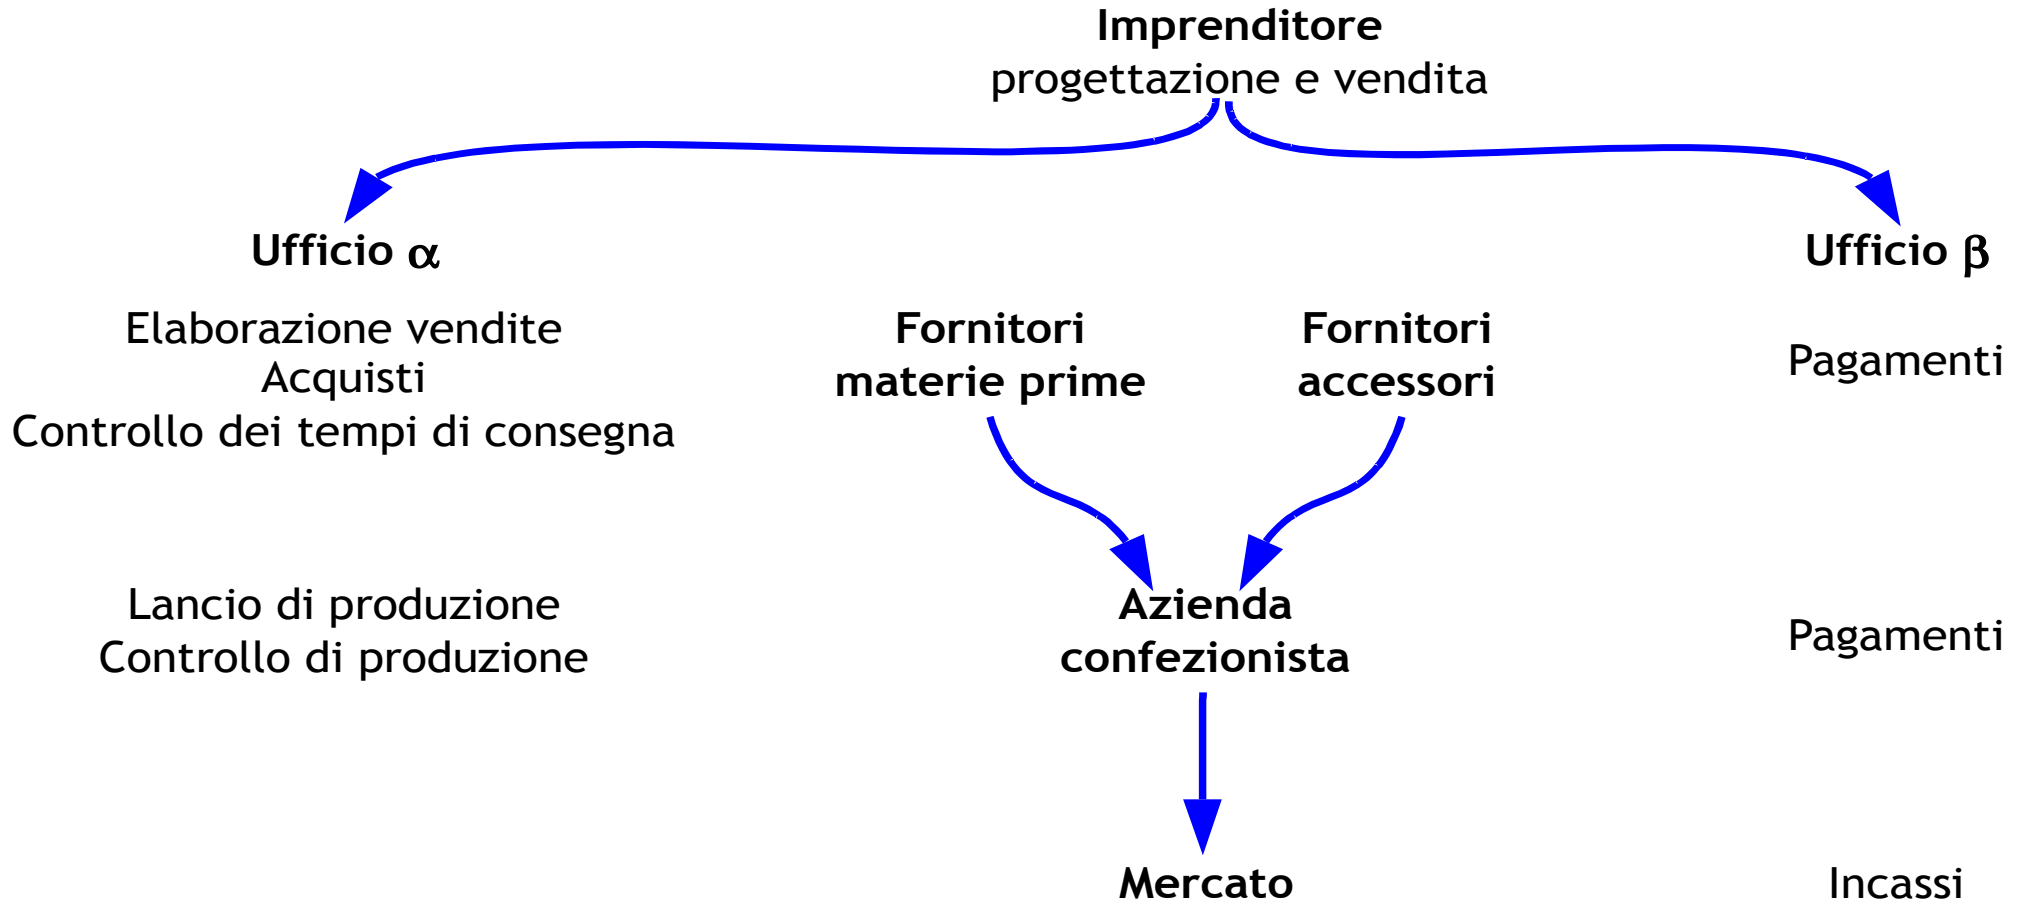 Imprenditore
progettazione e vendita
Ufficio α
Ufficio β
Elaborazione vendite
Acquisti
Controllo dei tempi di consegna
Fornitori
materie prime
Fornitori
accessori
Pagamenti
Lancio di produzione
Controllo di produzione
Azienda
confezionista
Pagamenti
Mercato
Incassi